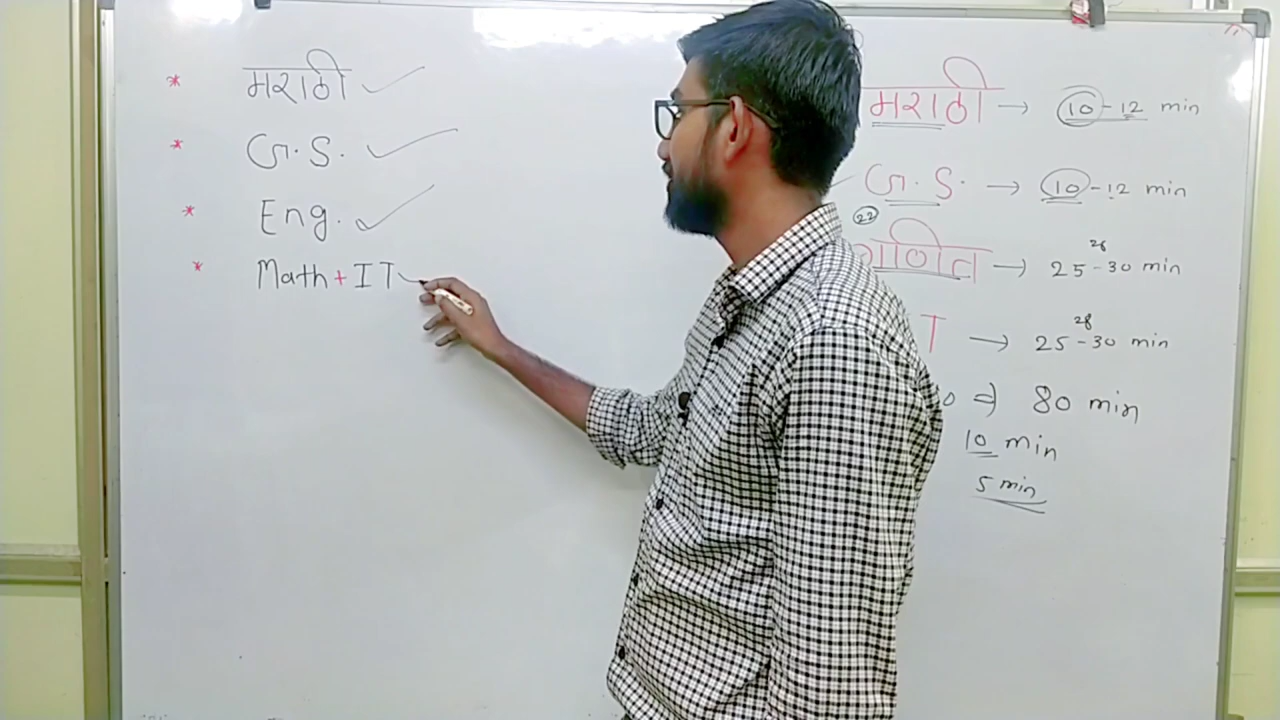 * मराठी
* G.S.
* Eng.
* Math + IT
मराठी → 10-12 min
G.S. → 10-12 min
22
गणित → 25-30 min
28
T → 25-30 min
28
⇒ 80 min
10 min
5 min